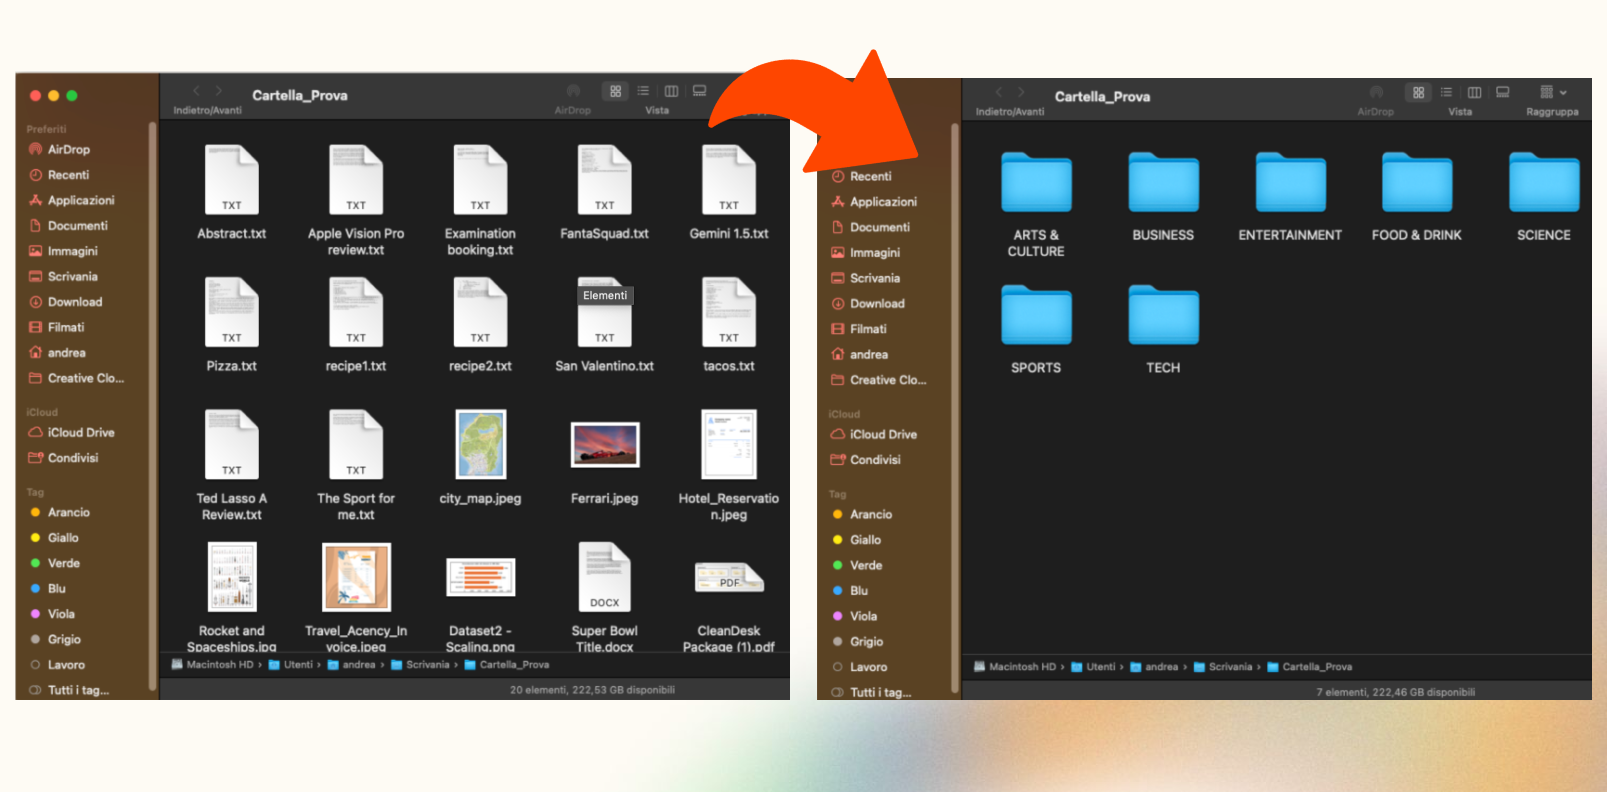 Cartella_Prova
Indietro/Avanti
AirDrop
Vista
Preferiti
AirDrop
Recenti
Applicazioni
Documenti
Immagini
Scrivania
Download
Filmati
andrea
Creative Clo...
iCloud
iCloud Drive
Condivisi
Tag
Arancio
Giallo
Verde
Blu
Viola
Grigio
Lavoro
Tutti i tag...
TXT
TXT
TXT
TXT
TXT
Abstract.txt
Apple Vision Pro
review.txt
Examination
booking.txt
FantaSquad.txt
Gemini 1.5.txt
Elementi
TXT
TXT
TXT
TXT
TXT
Pizza.txt
recipe1.txt
recipe2.txt
San Valentino.txt
tacos.txt
TXT
TXT
Ted Lasso A
Review.txt
The Sport for
me.txt
city_map.jpeg
Ferrari.jpeg
Hotel_Reservatio
n.jpeg
DOCX
PDF
Rocket and
Spaceships.jpg
Travel_Acency_In
voice.jpeg
Dataset2 -
Scaling.png
Super Bowl
Title.docx
CleanDesk
Package (1).pdf
Macintosh HD › Utenti › andrea › Scrivania › Cartella_Prova
20 elementi, 222,53 GB disponibili
Cartella_Prova
Indietro/Avanti
AirDrop
Vista
Raggruppa
Recenti
Applicazioni
Documenti
Immagini
Scrivania
Download
Filmati
andrea
Creative Clo...
iCloud
iCloud Drive
Condivisi
Tag
Arancio
Giallo
Verde
Blu
Viola
Grigio
Lavoro
Tutti i tag...
ARTS &
CULTURE
BUSINESS
ENTERTAINMENT
FOOD & DRINK
SCIENCE
SPORTS
TECH
Macintosh HD › Utenti › andrea › Scrivania › Cartella_Prova
7 elementi, 222,46 GB disponibili